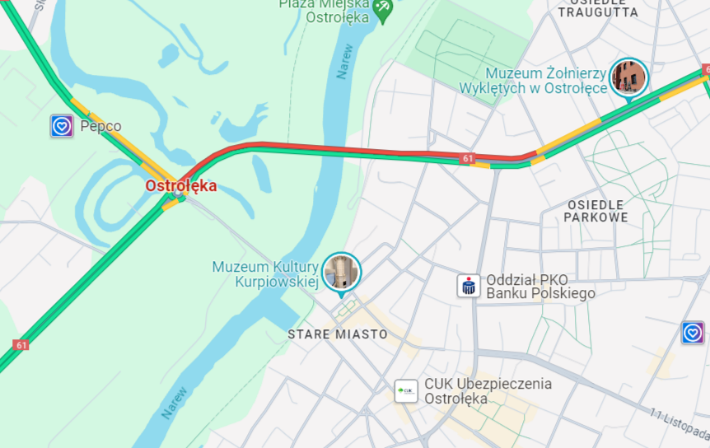 Plaża Miejska
Ostrołęka
OSIEDLE
TRAUGUTTA
Narew
Muzeum Żołnierzy
Wyklętych w Ostrołęce
Pepco
61
Ostrołęka
OSIEDLE
PARKOWE
Muzeum Kultury
Kurpiowskiej
Oddział PKO
Banku Polskiego
STARE MIASTO
61
CUK Ubezpieczenia
Ostrołęka
Narew
11 Listopada